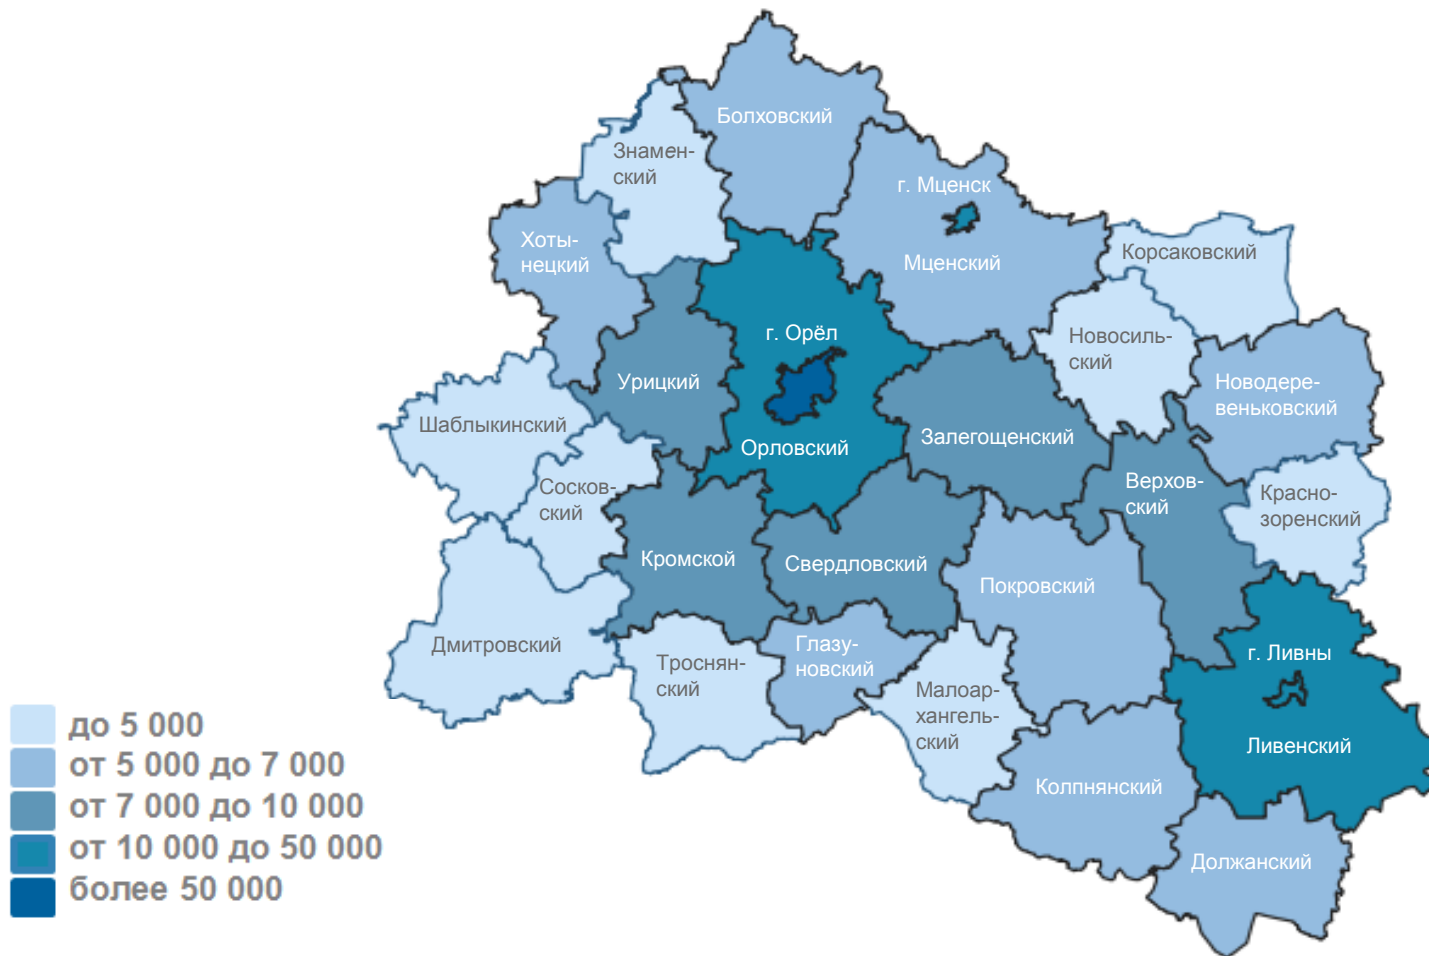 Болховский
Знамен-
ский
г. Мценск
Хоты-
нецкий
Мценский
Корсаковский
г. Орёл
Новосиль-
ский
Урицкий
Новодере-
веньковский
Шаблыкинский
Орловский
Залегощенский
Сосков-
ский
Верхов-
ский
Красно-
зоренский
Кромской
Свердловский
Покровский
Дмитровский
Троснян-
ский
Глазу-
новский
г. Ливны
Малоар-
хангель-
ский
Ливенский
Колпнянский
Должанский
до 5 000
от 5 000 до 7 000
от 7 000 до 10 000
от 10 000 до 50 000
более 50 000